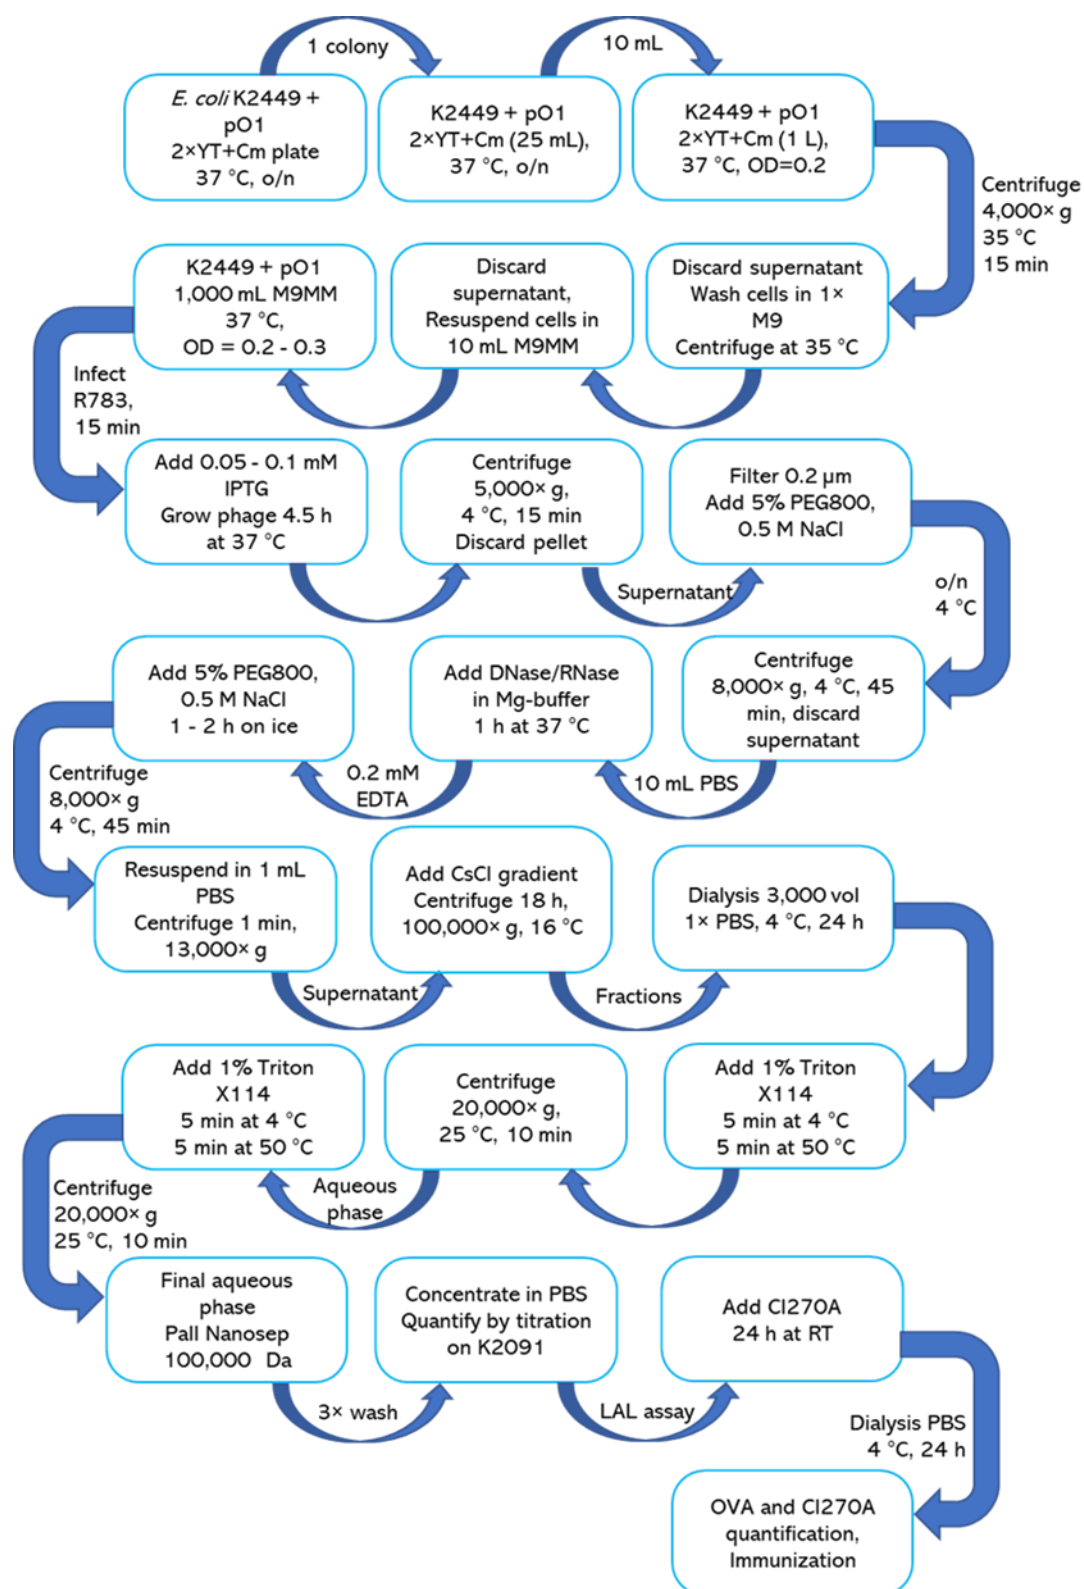 1 colony
10 mL
E. coli K2449 +
pO1
2×YT+Cm plate
37 °C, o/n
K2449 + pO1
2×YT+Cm (25 mL),
37 °C, o/n
K2449 + pO1
2×YT+Cm (1 L),
37 °C, OD=0.2
Centrifuge
4,000× g
35 °C
15 min
Discard supernatant
Wash cells in 1×
M9
Centrifuge at 35 °C
Discard
supernatant,
Resuspend cells in
10 mL M9MM
K2449 + pO1
1,000 mL M9MM
37 °C,
OD = 0.2 - 0.3
Infect
R783,
15 min
Add 0.05 - 0.1 mM
IPTG
Grow phage 4.5 h
at 37 °C
Centrifuge
5,000× g,
4 °C, 15 min
Discard pellet
Supernatant
Filter 0.2 µm
Add 5% PEG800,
0.5 M NaCl
o/n
4 °C
Centrifuge
8,000× g, 4 °C, 45
min, discard
supernatant
10 mL PBS
Add DNase/RNase
in Mg-buffer
1 h at 37 °C
0.2 mM
EDTA
Add 5% PEG800,
0.5 M NaCl
1 - 2 h on ice
Centrifuge
8,000× g
4 °C, 45 min
Resuspend in 1 mL
PBS
Centrifuge 1 min,
13,000× g
Supernatant
Add CsCl gradient
Centrifuge 18 h,
100,000× g, 16 °C
Fractions
Dialysis 3,000 vol
1× PBS, 4 °C, 24 h
Add 1% Triton
X114
5 min at 4 °C
5 min at 50 °C
Centrifuge
20,000× g,
25 °C, 10 min
Aqueous
phase
Add 1% Triton
X114
5 min at 4 °C
5 min at 50 °C
Centrifuge
20,000× g
25 °C, 10 min
Final aqueous
phase
Pall Nanosep
100,000 Da
3× wash
Concentrate in PBS
Quantify by titration
on K2091
LAL assay
Add CI270A
24 h at RT
Dialysis PBS
4 °C, 24 h
OVA and CI270A
quantification,
Immunization